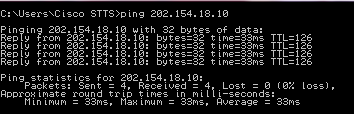 C:\Users\Cisco STTS>ping 202.154.18.10
Pinging 202.154.18.10 with 32 bytes of data:
Reply from 202.154.18.10: bytes=32 time=33ms TTL=126
Reply from 202.154.18.10: bytes=32 time=33ms TTL=126
Reply from 202.154.18.10: bytes=32 time=33ms TTL=126
Reply from 202.154.18.10: bytes=32 time=33ms TTL=126
Ping statistics for 202.154.18.10:
Packets: Sent = 4, Received = 4, Lost = 0 (0% loss),
Approximate round trip times in milli-seconds:
Minimum = 33ms, Maximum = 33ms, Average = 33ms